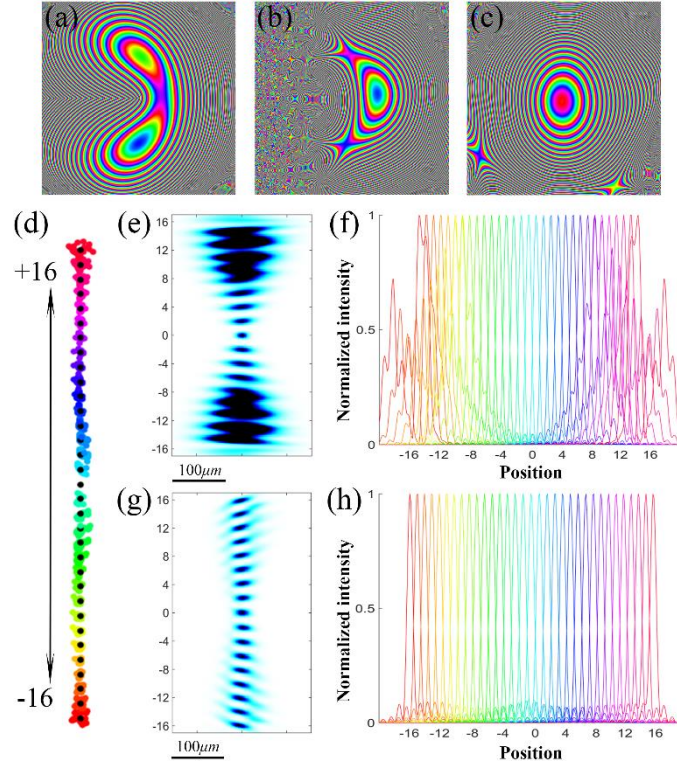 (a)
(b)
(c)
(d)
+16
-16
(e)
16
12
8
4
0
-4
-8
-12
-16
100μm
(f)
1
0.5
0
Normalized intensity
-16 -12 -8 -4 0 4 8 12 16
Position
(g)
16
12
8
4
0
-4
-8
-12
-16
100μm
(h)
1
0.5
0
Normalized intensity
-16 -12 -8 -4 0 4 8 12 16
Position